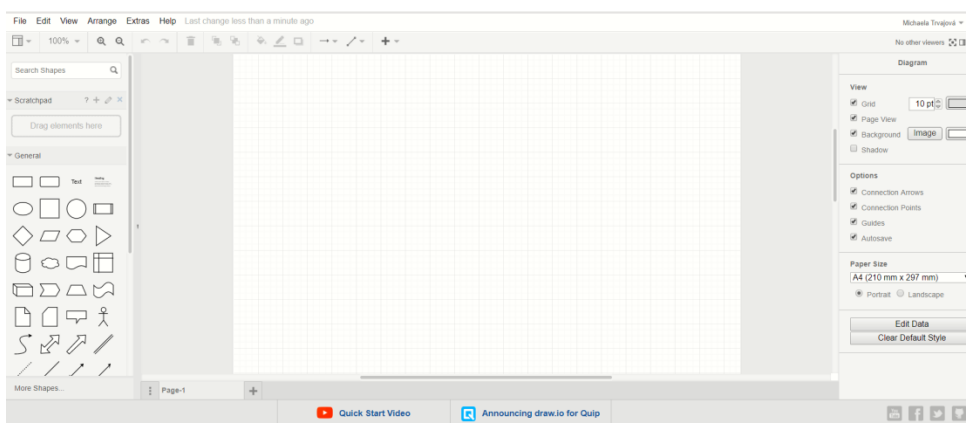 File Edit View Arrange Extras Help Last change less than a minute ago
Michaela Trvajová
100%
No other viewers
Search Shapes
Scratchpad ?
Drag elements here
General
Text
More Shapes...
Page-1
Diagram
View
Grid 10 pt
Page View
Background Image
Shadow
Options
Connection Arrows
Connection Points
Guides
Autosave
Paper Size
A4 (210 mm x 297 mm)
Portrait Landscape
Edit Data
Clear Default Style
Quick Start Video
Announcing draw.io for Quip